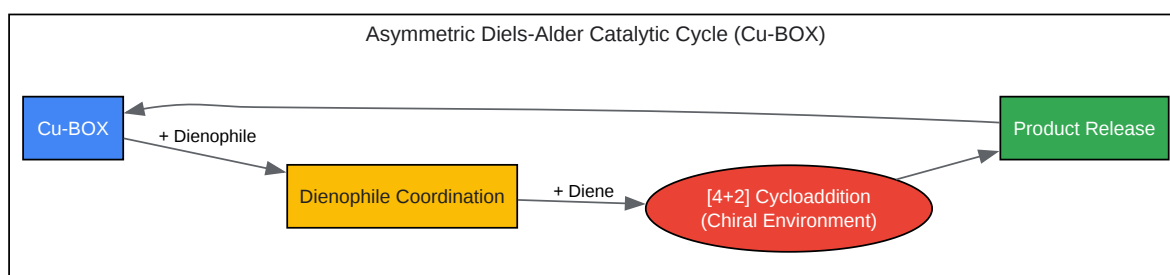 Asymmetric Diels-Alder Catalytic Cycle (Cu-BOX)
Cu-BOX
+ Dienophile
Dienophile Coordination
+ Diene
[4+2] Cycloaddition
(Chiral Environment)
Product Release